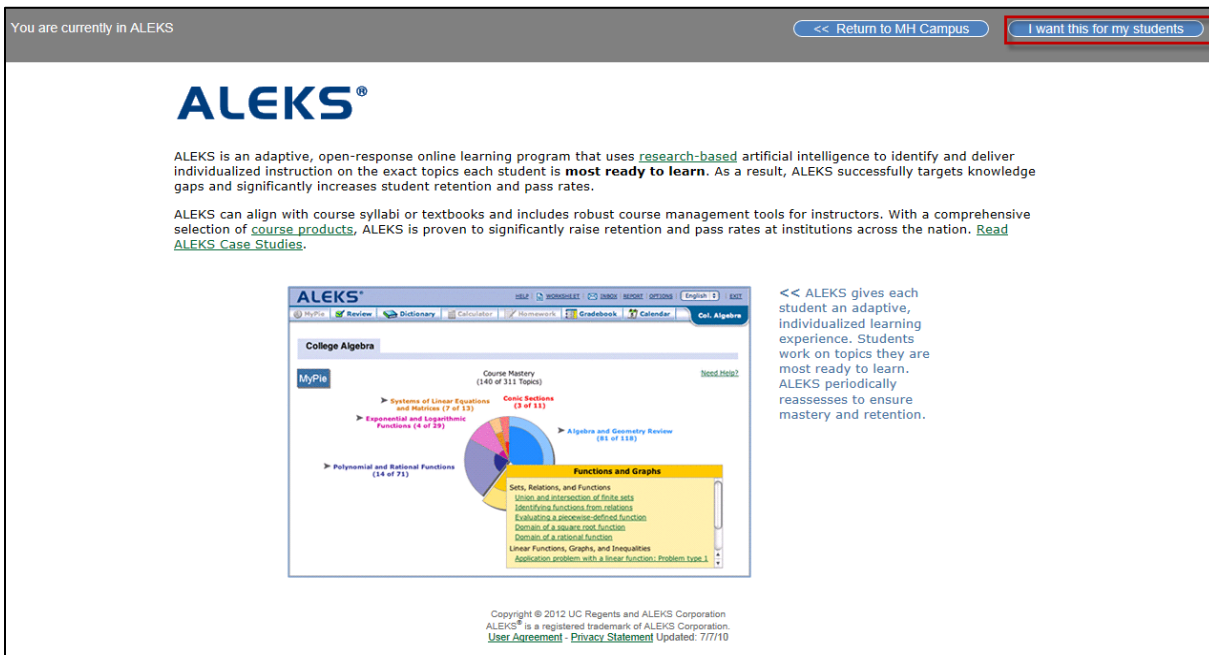 You are currently in ALEKS
<< Return to MH Campus
I want this for my students
ALEKS®
ALEKS is an adaptive, open-response online learning program that uses research-based artificial intelligence to identify and deliver
individualized instruction on the exact topics each student is most ready to learn. As a result, ALEKS successfully targets knowledge
gaps and significantly increases student retention and pass rates.
ALEKS can align with course syllabi or textbooks and includes robust course management tools for instructors. With a comprehensive
selection of course products, ALEKS is proven to significantly raise retention and pass rates at institutions across the nation. Read
ALEKS Case Studies.
ALEKS®
HELP | WORKSHEET | INBOX | REPORT | OPTIONS | English | EXIT
MyPie Review Dictionary Calculator Homework Gradebook Calendar Col. Algebra
College Algebra
MyPie
Course Mastery
(140 of 311 Topics)
Need Help?
Systems of Linear Equations
and Matrices (7 of 13)
Conic Sections
(3 of 11)
Exponential and Logarithmic
Functions (4 of 29)
Algebra and Geometry Review
(81 of 118)
Polynomial and Rational Functions
(14 of 71)
Functions and Graphs
Sets, Relations, and Functions
Union and intersection of finite sets
Identifying functions from relations
Evaluating a piecewise-defined function
Domain of a square root function
Domain of a rational function
Linear Functions, Graphs, and Inequalities
Application problem with a linear function: Problem type 1
<< ALEKS gives each
student an adaptive,
individualized learning
experience. Students
work on topics they are
most ready to learn.
ALEKS periodically
reassesses to ensure
mastery and retention.
Copyright © 2012 UC Regents and ALEKS Corporation
ALEKS® is a registered trademark of ALEKS Corporation.
User Agreement - Privacy Statement Updated: 7/7/10